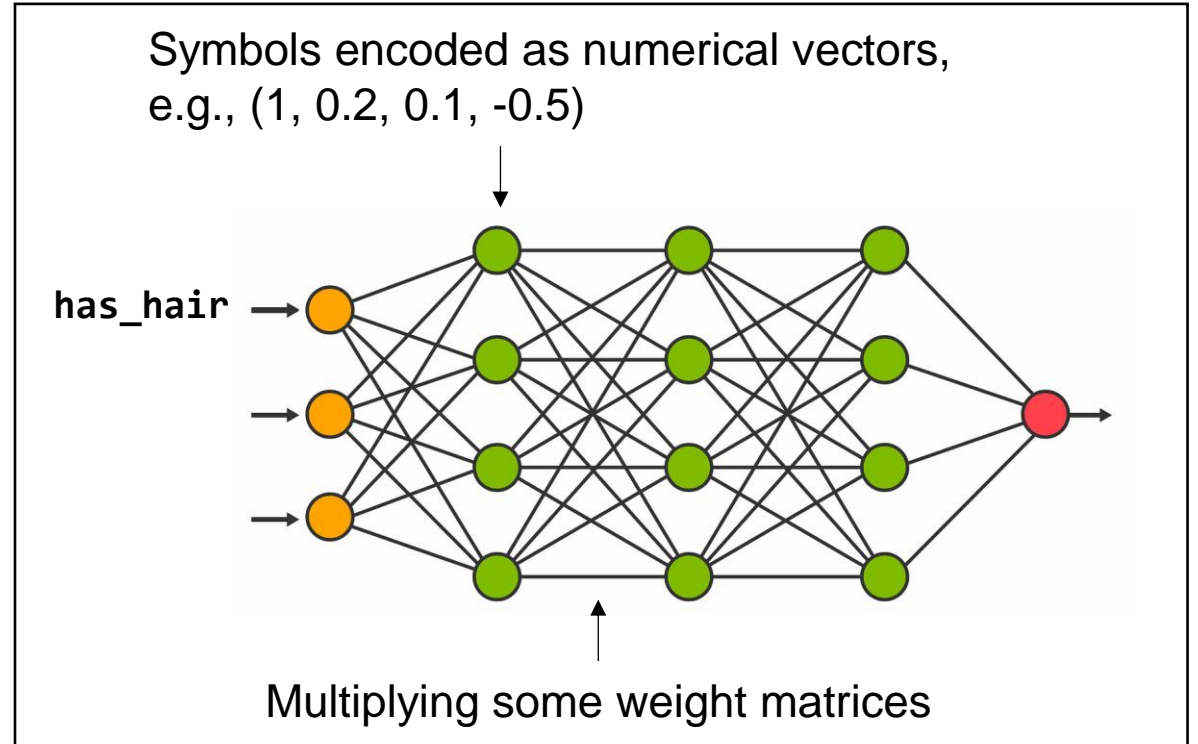 Symbols encoded as numerical vectors,
e.g., (1, 0.2, 0.1, -0.5)
has_hair
Multiplying some weight matrices